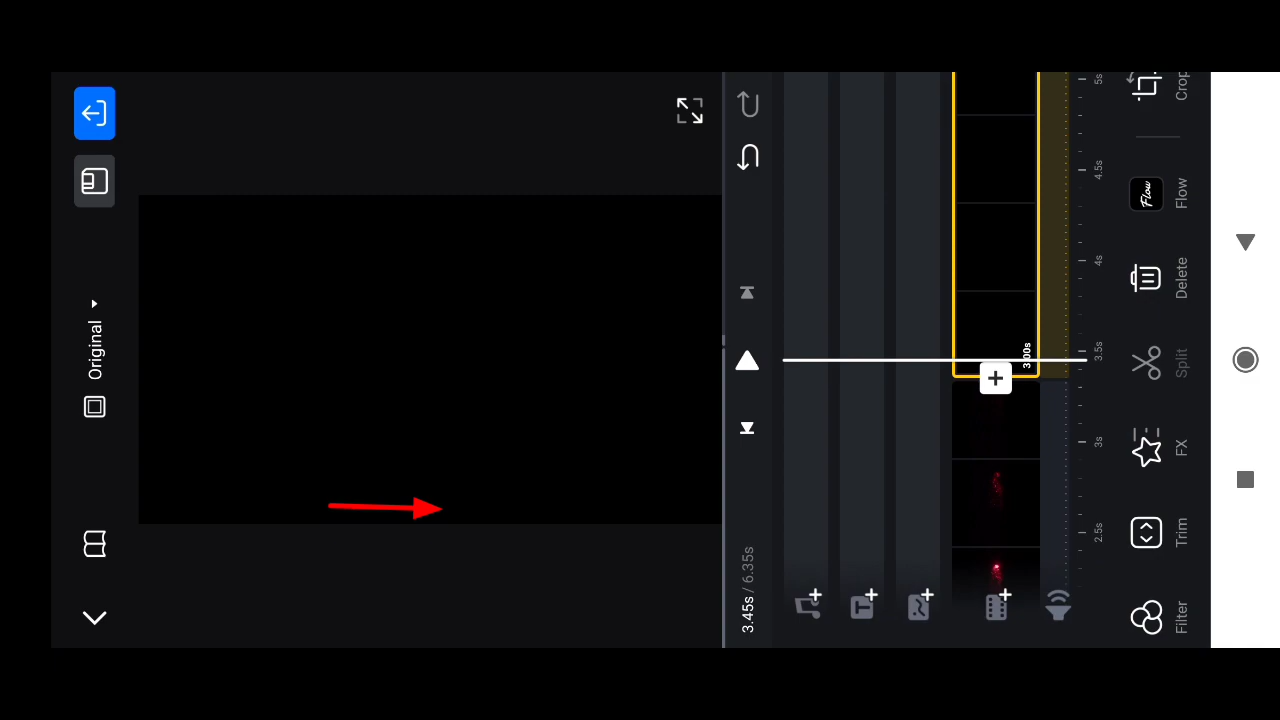 Original
3.45s / 6.35s
3.00s
2.5s
3s
3.5s
4s
4.5s
5s
T
Flow
Filter
Trim
FX
Split
Delete
Flow
Crop